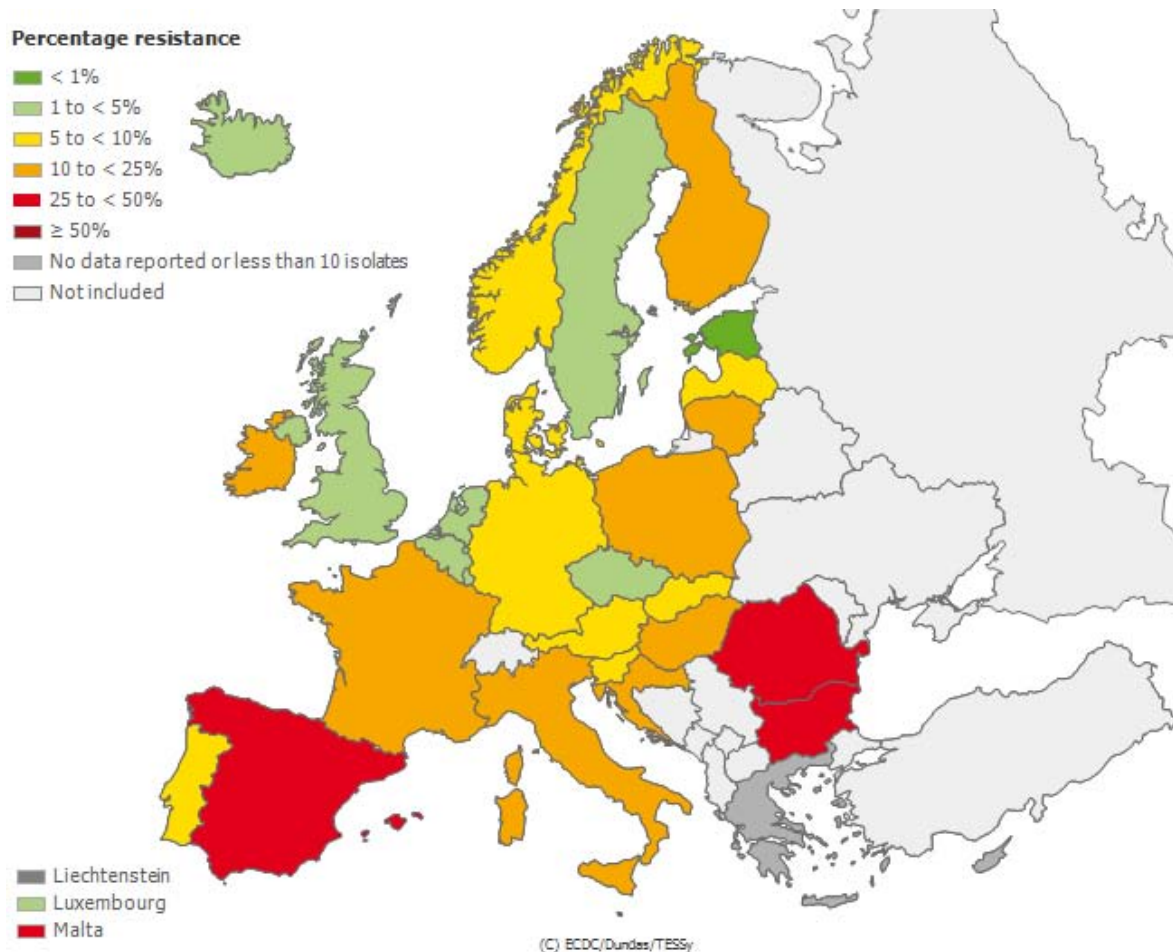 Percentage resistance
< 1%
1 to < 5%
5 to < 10%
10 to < 25%
25 to < 50%
≥ 50%
No data reported or less than 10 isolates
Not included
Liechtenstein
Luxembourg
Malta
(C) ECDC/Dundas/TESSy